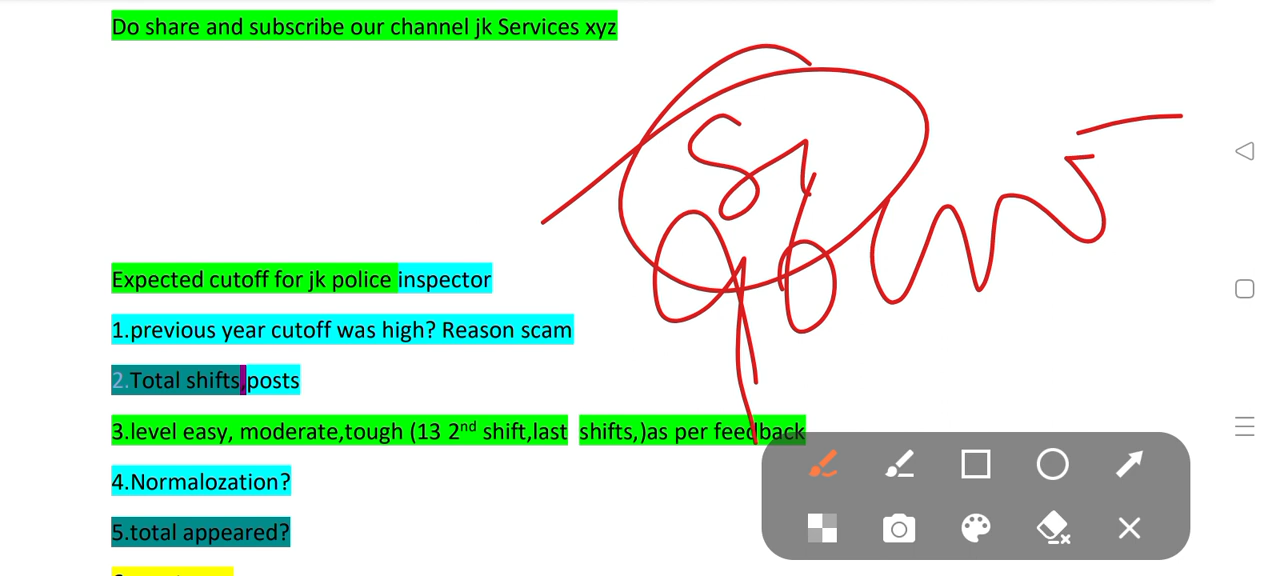 Do share and subscribe our channel jk Services xyz
Expected cutoff for jk police inspector
1.previous year cutoff was high? Reason scam
2.Total shifts,posts
3.level easy, moderate,tough (13 2nd shift,last shifts,)as per feedback
4.Normalozation?
5.total appeared?